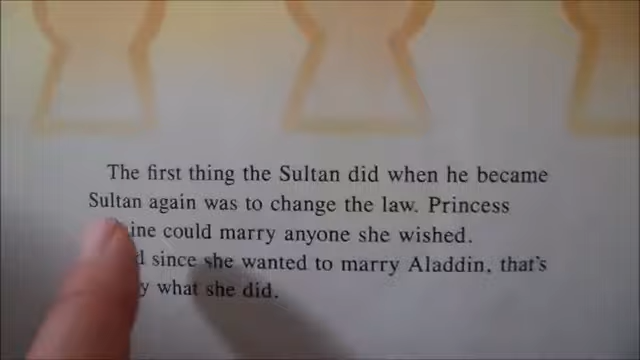 The first thing the Sultan did when he became
Sultan again was to change the law. Princess
ine could marry anyone she wished.
d since she wanted to marry Aladdin, that's
y what she did.